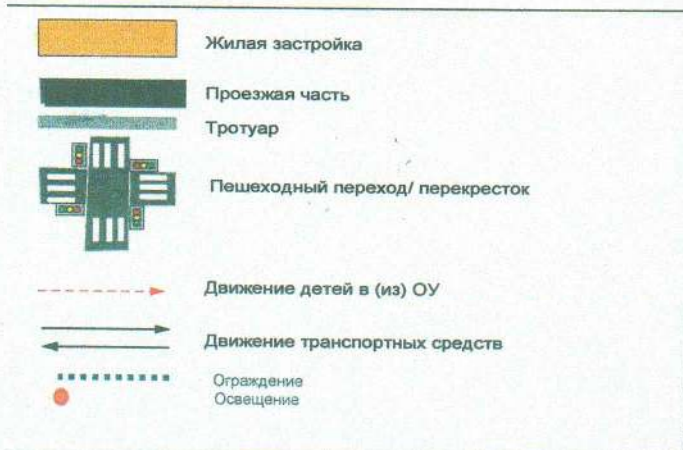 Жилая застройка
Проезжая часть
Тротуар
Пешеходный переход/ перекресток
Движение детей в (из) ОУ
Движение транспортных средств
Ограждение
Освещение